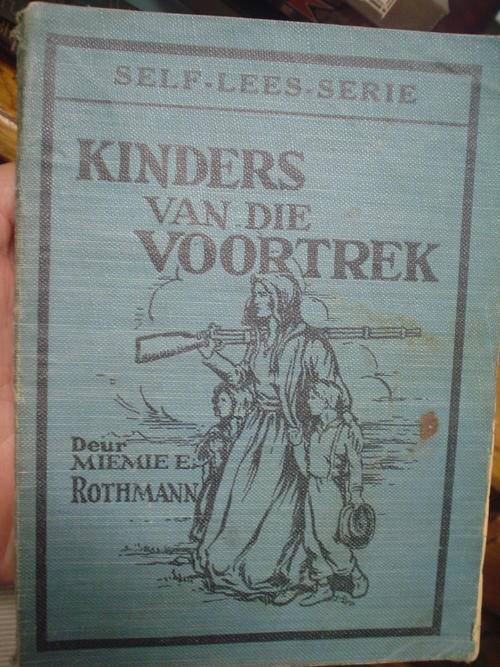 SELF-LEES-SERIE
KINDERS
VAN DIE
VOORTREK
Deur
MIEMIE E.
ROTHMANN